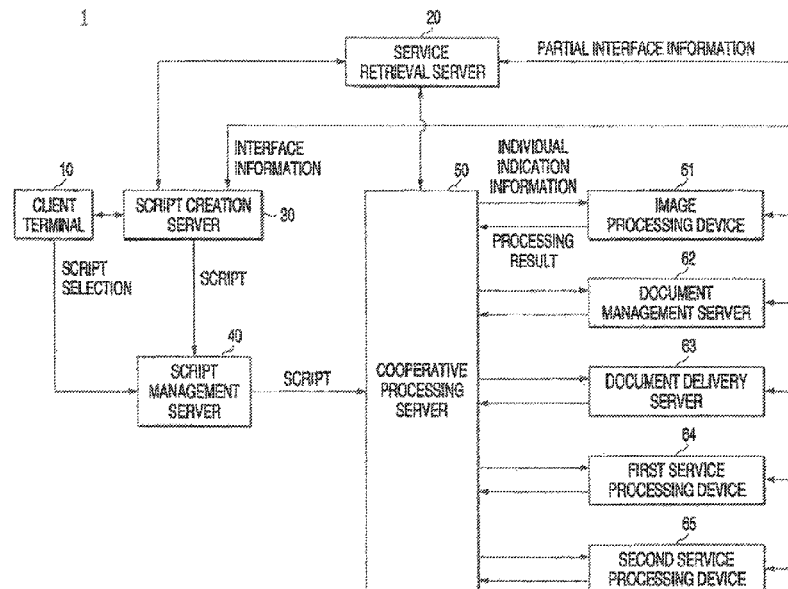 1
20
SERVICE
RETRIEVAL SERVER
PARTIAL INTERFACE INFORMATION
INTERFACE
INFORMATION
10
CLIENT
TERMINAL
SCRIPT CREATION
SERVER
30
50
INDIVIDUAL
INDICATION
INFORMATION
PROCESSING
RESULT
61
IMAGE
PROCESSING DEVICE
SCRIPT
SELECTION
SCRIPT
62
DOCUMENT
MANAGEMENT SERVER
40
SCRIPT
MANAGEMENT
SERVER
SCRIPT
COOPERATIVE
PROCESSING
SERVER
63
DOCUMENT DELIVERY
SERVER
64
FIRST SERVICE
PROCESSING DEVICE
65
SECOND SERVICE
PROCESSING DEVICE